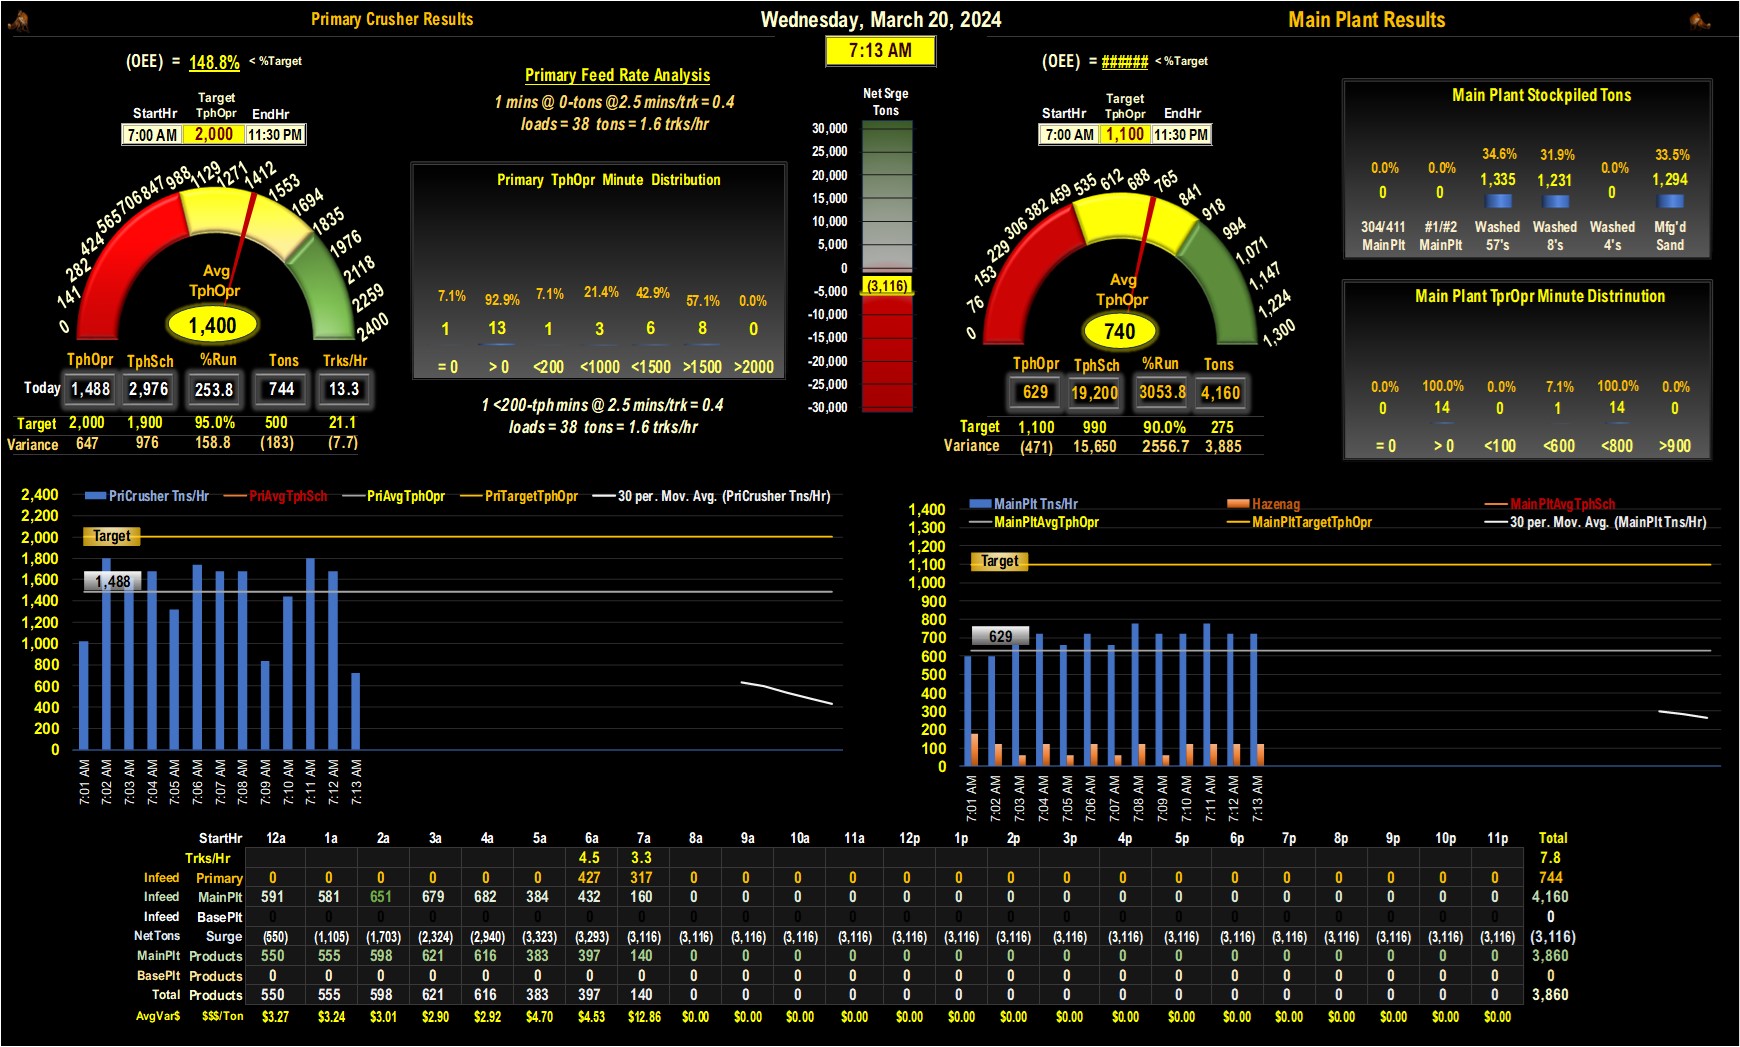 Primary Crusher Results
Wednesday, March 20, 2024
Main Plant Results
7:13 AM
(OEE) = 148.8% < %Target
Target
StartHr TphOpr EndHr
7:00 AM 2,000 11:30 PM
0 141 282 424 565 706 847 988 1129 1271 1412 1553 1694 1835 1976 2118 2259 2400
Avg
TphOpr
1,400
TphOpr TphSch %Run Tons Trks/Hr
Today 1,488 2,976 253.8 744 13.3
Target 2,000 1,900 95.0% 500 21.1
Variance 647 976 158.8 (183) (7.7)
Primary Feed Rate Analysis
1 mins @ 0-tons @2.5 mins/trk = 0.4
loads = 38 tons = 1.6 trks/hr
Primary TphOpr Minute Distribution
7.1% 92.9% 7.1% 21.4% 42.9% 57.1% 0.0%
1 13 1 3 6 8 0
= 0 > 0 <200 <1000 <1500 >1500 >2000
1 <200-tph mins @ 2.5 mins/trk = 0.4
loads = 38 tons = 1.6 trks/hr
Net Srge
Tons
30,000
25,000
20,000
15,000
10,000
5,000
0
(3,116)
-5,000
-10,000
-15,000
-20,000
-25,000
-30,000
(OEE) = ###### < %Target
Target
StartHr TphOpr EndHr
7:00 AM 1,100 11:30 PM
0 76 153 229 306 382 459 535 612 688 765 841 918 994 1,071 1,147 1,224 1,300
Avg
TphOpr
740
TphOpr TphSch %Run Tons
629 19,200 3053.8 4,160
Target 1,100 990 90.0% 275
Variance (471) 15,650 2556.7 3,885
Main Plant Stockpiled Tons
0.0% 0.0% 34.6% 31.9% 0.0% 33.5%
0 0 1,335 1,231 0 1,294
304/411 #1/#2 Washed Washed Washed Mfg'd
MainPlt MainPlt 57's 8's 4's Sand
Main Plant TprOpr Minute Distrinution
0.0% 100.0% 0.0% 7.1% 100.0% 0.0%
0 14 0 1 14 0
= 0 > 0 <100 <600 <800 >900
PriCrusher Tns/Hr PriAvgTphSch PriAvgTphOpr PriTargetTphOpr 30 per. Mov. Avg. (PriCrusher Tns/Hr)
2,400
2,200
2,000
Target
1,800
1,600
1,488
1,400
1,200
1,000
800
600
400
200
0
7:01 AM 7:02 AM 7:03 AM 7:04 AM 7:05 AM 7:06 AM 7:07 AM 7:08 AM 7:09 AM 7:10 AM 7:11 AM 7:12 AM 7:13 AM
MainPlt Tns/Hr Hazenag MainPltAvgTphSch
MainPltAvgTphOpr MainPltTargetTphOpr 30 per. Mov. Avg. (MainPlt Tns/Hr)
1,400
1,300
1,200
1,100
Target
1,000
900
800
700
629
600
500
400
300
200
100
0
7:01 AM 7:02 AM 7:03 AM 7:04 AM 7:05 AM 7:06 AM 7:07 AM 7:08 AM 7:09 AM 7:10 AM 7:11 AM 7:12 AM 7:13 AM
StartHr 12a 1a 2a 3a 4a 5a 6a 7a 8a 9a 10a 11a 12p 1p 2p 3p 4p 5p 6p 7p 8p 9p 10p 11p Total
Trks/Hr 4.5 3.3 7.8
Infeed Primary 0 0 0 0 0 0 427 317 0 0 0 0 0 0 0 0 0 0 0 0 0 0 0 0 744
Infeed MainPlt 591 581 651 679 682 384 432 160 0 0 0 0 0 0 0 0 0 0 0 0 0 0 0 0 4,160
Infeed BasePlt 0 0 0 0 0 0 0 0 0 0 0 0 0 0 0 0 0 0 0 0 0 0 0 0 0
NetTons Surge (550) (1,105) (1,703) (2,324) (2,940) (3,323) (3,293) (3,116) (3,116) (3,116) (3,116) (3,116) (3,116) (3,116) (3,116) (3,116) (3,116) (3,116) (3,116) (3,116) (3,116) (3,116) (3,116) (3,116) (3,116)
MainPlt Products 550 555 598 621 616 383 397 140 0 0 0 0 0 0 0 0 0 0 0 0 0 0 0 0 3,860
BasePlt Products 0 0 0 0 0 0 0 0 0 0 0 0 0 0 0 0 0 0 0 0 0 0 0 0 0
Total Products 550 555 598 621 616 383 397 140 0 0 0 0 0 0 0 0 0 0 0 0 0 0 0 0 3,860
AvgVar$ $$$/Ton $3.27 $3.24 $3.01 $2.90 $2.92 $4.70 $4.53 $12.86 $0.00 $0.00 $0.00 $0.00 $0.00 $0.00 $0.00 $0.00 $0.00 $0.00 $0.00 $0.00 $0.00 $0.00 $0.00 $0.00